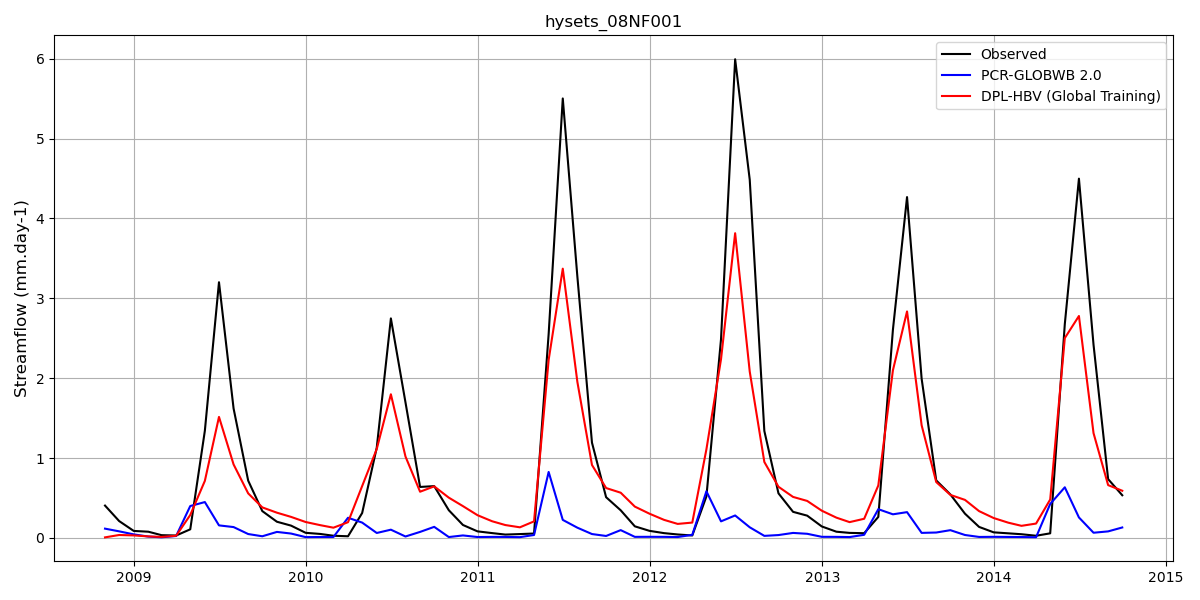 hysets_08NF001
Observed
PCR-GLOBWB 2.0
DPL-HBV (Global Training)
Streamflow (mm.day-1)
6
5
4
3
2
1
0
2009 2010 2011 2012 2013 2014 2015